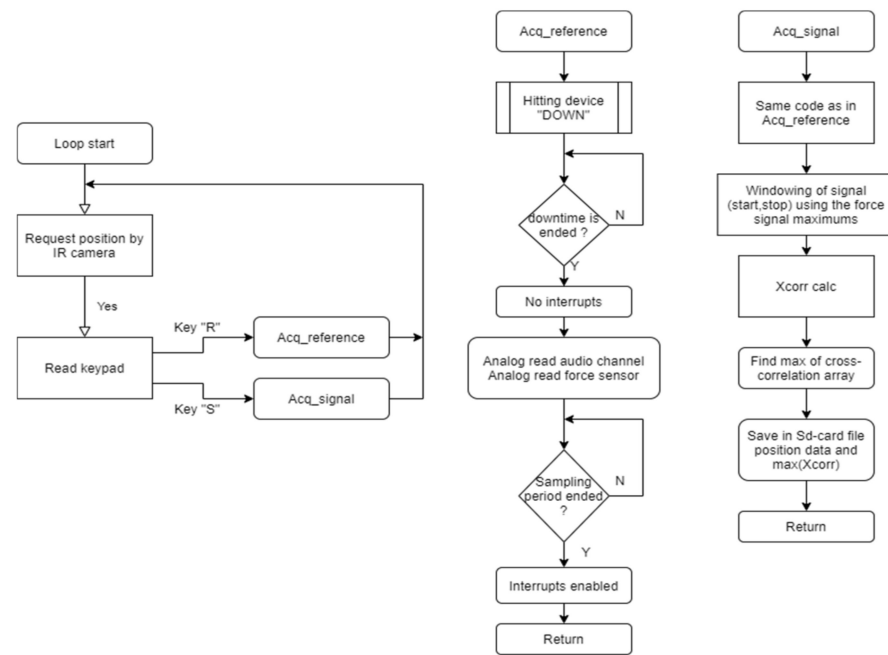 Loop start
Request position by
IR camera
Yes
Read keypad
Key "R"
Acq_reference
Key "S"
Acq_signal
Acq_reference
Hitting device
"DOWN"
downtime is
ended ?
N
Y
No interrupts
Analog read audio channel
Analog read force sensor
Sampling
period ended
?
N
Y
Interrupts enabled
Return
Acq_signal
Same code as in
Acq_reference
Windowing of signal
(start,stop) using the force
signal maximums
Xcorr calc
Find max of cross-
correlation array
Save in Sd-card file
position data and
max(Xcorr)
Return